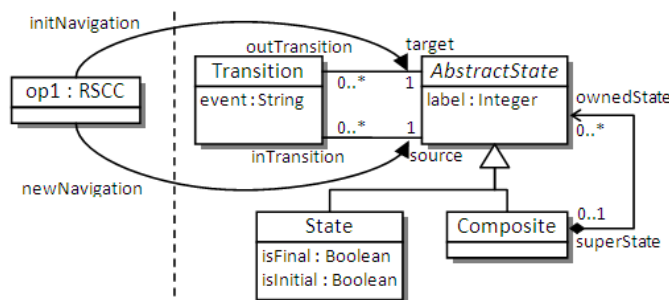 initNavigation
outTransition
target
Transition
AbstractState
0..*
1
op1 : RSCC
event : String
label : Integer
ownedState
0..*
0..*
1
inTransition
source
newNavigation
State
Composite
0..1
superState
isFinal : Boolean
isInitial : Boolean